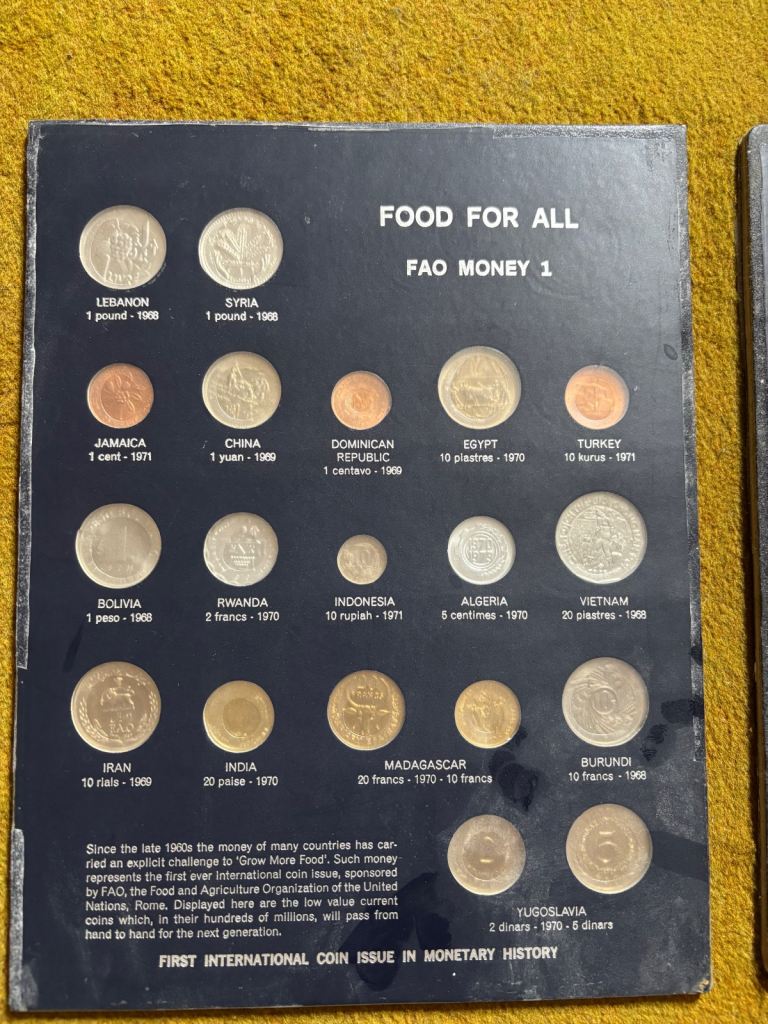 FOOD FOR ALL
FAO MONEY 1
LEBANON
1 pound - 1968
SYRIA
1 pound - 1968
JAMAICA
1 cent - 1971
CHINA
1 yuan - 1969
DOMINICAN
REPUBLIC
1 centavo - 1969
EGYPT
10 piastres - 1970
TURKEY
10 kurus - 1971
BOLIVIA
1 peso - 1968
RWANDA
2 francs - 1970
INDONESIA
10 rupiah - 1971
ALGERIA
5 centimes - 1970
VIETNAM
20 piastres - 1968
IRAN
10 rials - 1969
INDIA
20 paise - 1970
MADAGASCAR
20 francs - 1970 - 10 francs
BURUNDI
10 francs - 1968
YUGOSLAVIA
2 dinars - 1970 - 5 dinars
Since the late 1960s the money of many countries has car-
ried an explicit challenge to 'Grow More Food'. Such money
represents the first ever international coin issue, sponsored
by FAO, the Food and Agriculture Organization of the United
Nations, Rome. Displayed here are the low value current
coins which, in their hundreds of millions, will pass from
hand to hand for the next generation.
FIRST INTERNATIONAL COIN ISSUE IN MONETARY HISTORY